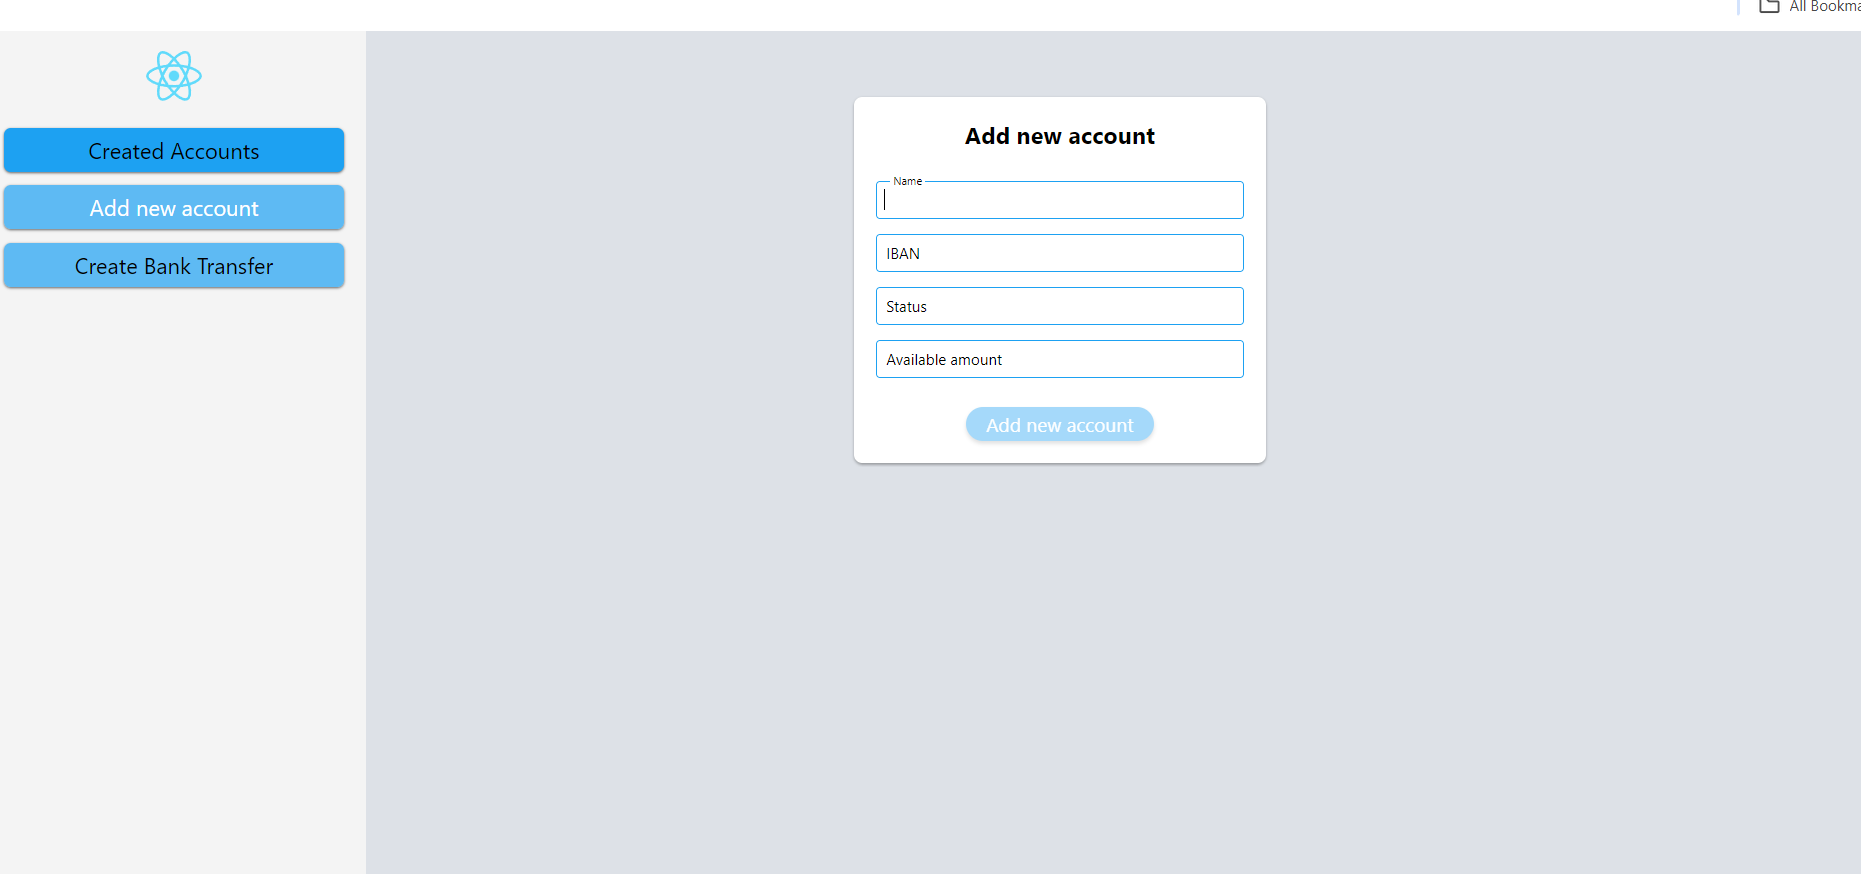 All Bookma
Created Accounts
Add new account
Create Bank Transfer
Add new account
Name
IBAN
Status
Available amount
Add new account